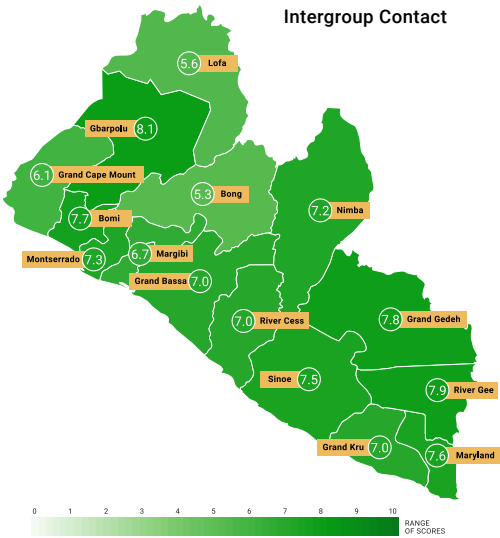 Intergroup Contact
5.6 Lofa
Gbarpolu 8.1
6.1 Grand Cape Mount
5.3 Bong
7.2 Nimba
7.7 Bomi
6.7 Margibi
Montserrado 7.3
Grand Bassa 7.0
7.0 River Cess
7.8 Grand Gedeh
Sinoe 7.5
7.9 River Gee
Grand Kru 7.0
7.6 Maryland
0 1 2 3 4 5 6 7 8 9 10
RANGE
OF SCORES